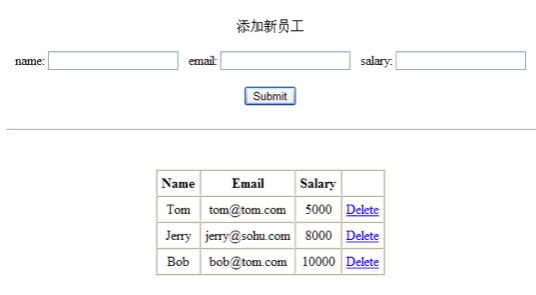 添加新员工
name: email: salary:
Submit
Name Email Salary
Tom tom@tom.com 5000 Delete
Jerry jerry@sohu.com 8000 Delete
Bob bob@tom.com 10000 Delete